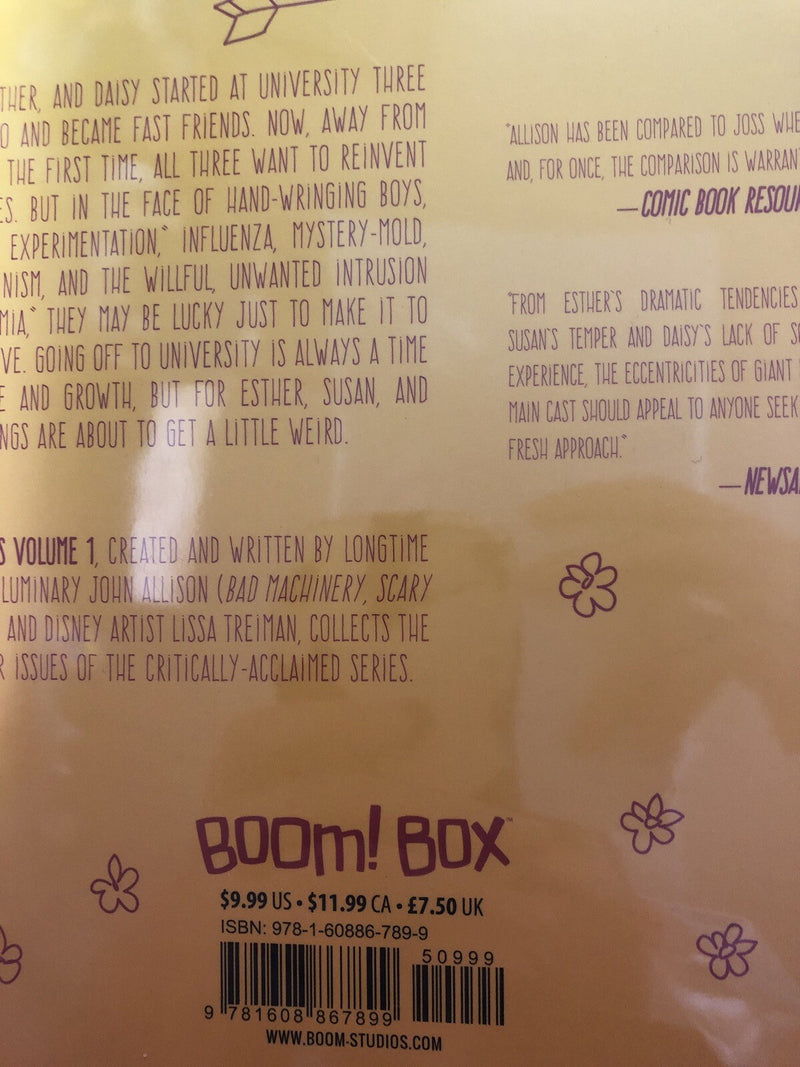 THER, AND DAISY STARTED AT UNIVERSITY THREE
O AND BECAME FAST FRIENDS. NOW, AWAY FROM
THE FIRST TIME, ALL THREE WANT TO REINVENT
ES. BUT IN THE FACE OF HAND-WRINGING BOYS,
EXPERIMENTATION," INFLUENZA, MYSTERY-MOLD,
NISM, AND THE WILLFUL, UNWANTED INTRUSION
MIA," THEY MAY BE LUCKY JUST TO MAKE IT TO
VE. GOING OFF TO UNIVERSITY IS ALWAYS A TIME
E AND GROWTH, BUT FOR ESTHER, SUSAN, AND
NGS ARE ABOUT TO GET A LITTLE WEIRD.
S VOLUME 1, CREATED AND WRITTEN BY LONGTIME
LUMINARY JOHN ALLISON (BAD MACHINERY, SCARY
AND DISNEY ARTIST LISSA TREIMAN, COLLECTS THE
R ISSUES OF THE CRITICALLY-ACCLAIMED SERIES.
"ALLISON HAS BEEN COMPARED TO JOSS WHE
AND, FOR ONCE, THE COMPARISON IS WARRANT
—COMIC BOOK RESOUR
"FROM ESTHER'S DRAMATIC TENDENCIES
SUSAN'S TEMPER AND DAISY'S LACK OF S
EXPERIENCE, THE ECCENTRICITIES OF GIANT
MAIN CAST SHOULD APPEAL TO ANYONE SEEK
FRESH APPROACH."
—NEWSA
BOOM! BOX™
$9.99 US • $11.99 CA • £7.50 UK
ISBN: 978-1-60886-789-9
50999
9 781608 867899
WWW.BOOM-STUDIOS.COM